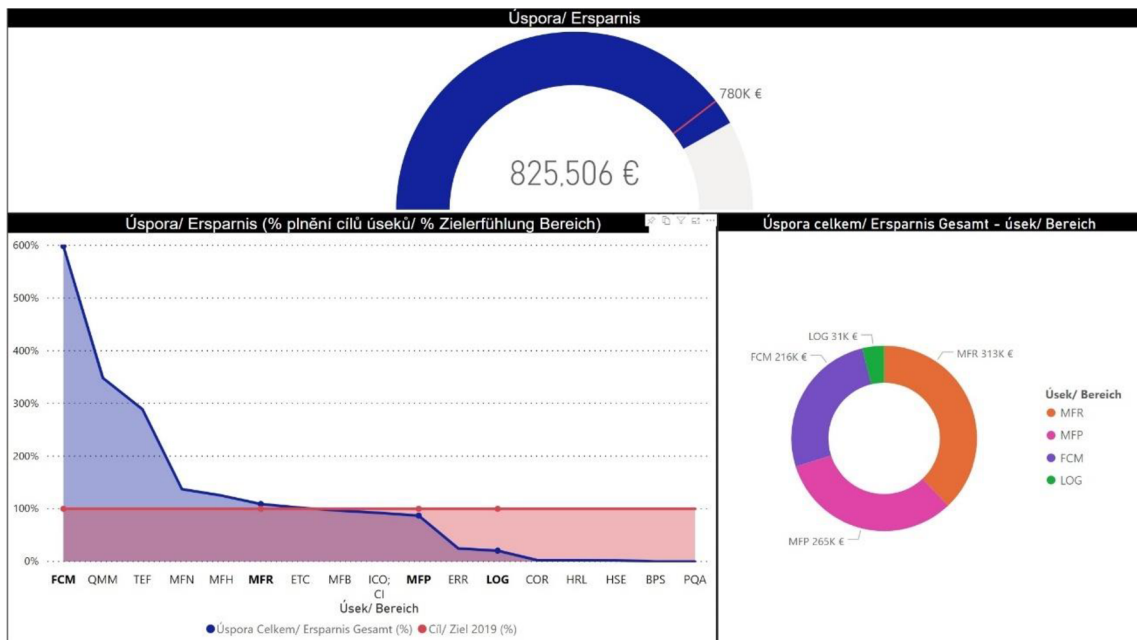 Úspora/ Ersparnis
780K €
825,506 €
Úspora/ Ersparnis (% plnění cílů úseků/ % Zielerfühlung Bereich)
600%
500%
400%
300%
200%
100%
0%
FCM QMM TEF MFN MFH MFR ETC MFB ICO; CI MFP ERR LOG COR HRL HSE BPS PQA
Úsek/ Bereich
Úspora Celkem/ Ersparnis Gesamt (%) Cíl/ Ziel 2019 (%)
Úspora celkem/ Ersparnis Gesamt - úsek/ Bereich
LOG 31K €
FCM 216K €
MFR 313K €
MFP 265K €
Úsek/ Bereich
MFR
MFP
FCM
LOG